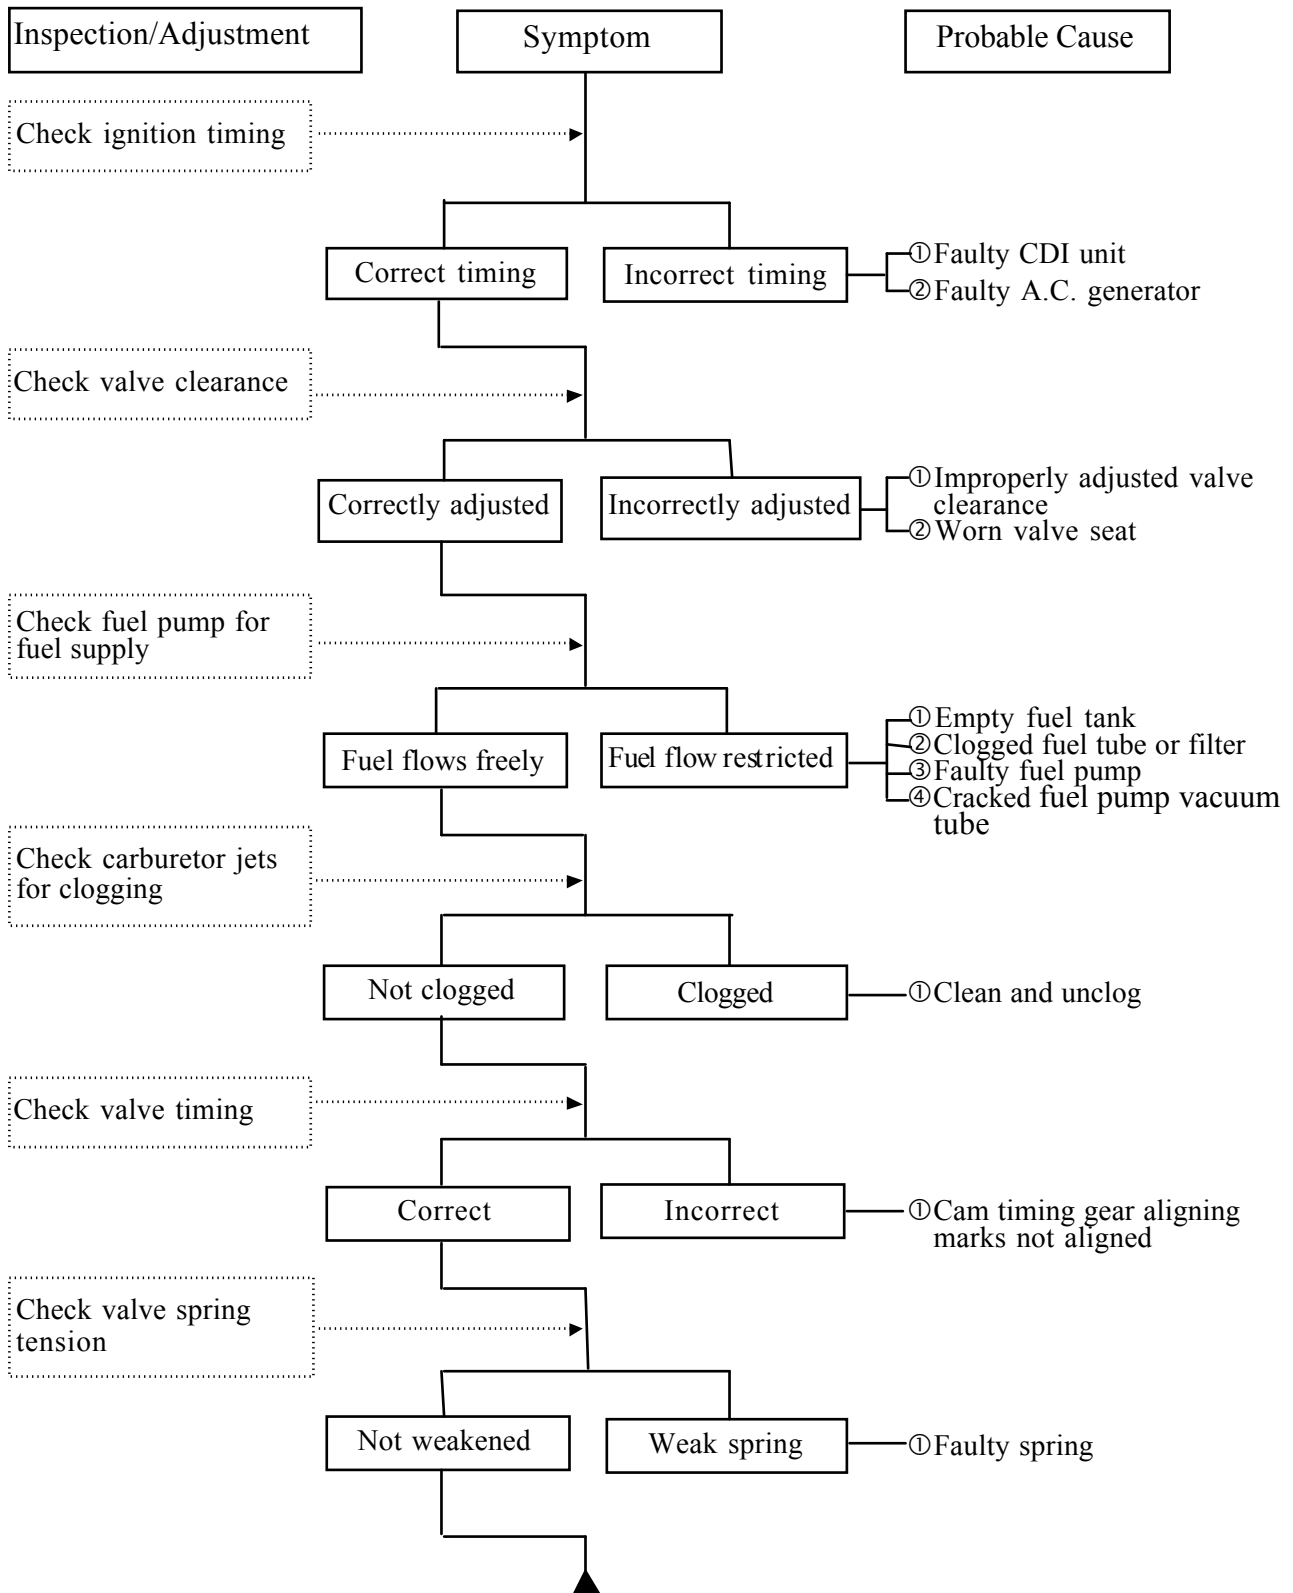 Inspection/Adjustment
Symptom
Probable Cause
Check ignition timing
Correct timing
Incorrect timing
①Faulty CDI unit
②Faulty A.C. generator
Check valve clearance
Correctly adjusted
Incorrectly adjusted
①Improperly adjusted valve
clearance
②Worn valve seat
Check fuel pump for
fuel supply
Fuel flows freely
Fuel flow restricted
①Empty fuel tank
②Clogged fuel tube or filter
③Faulty fuel pump
④Cracked fuel pump vacuum
tube
Check carburetor jets
for clogging
Not clogged
Clogged
①Clean and unclog
Check valve timing
Correct
Incorrect
①Cam timing gear aligning
marks not aligned
Check valve spring
tension
Not weakened
Weak spring
①Faulty spring